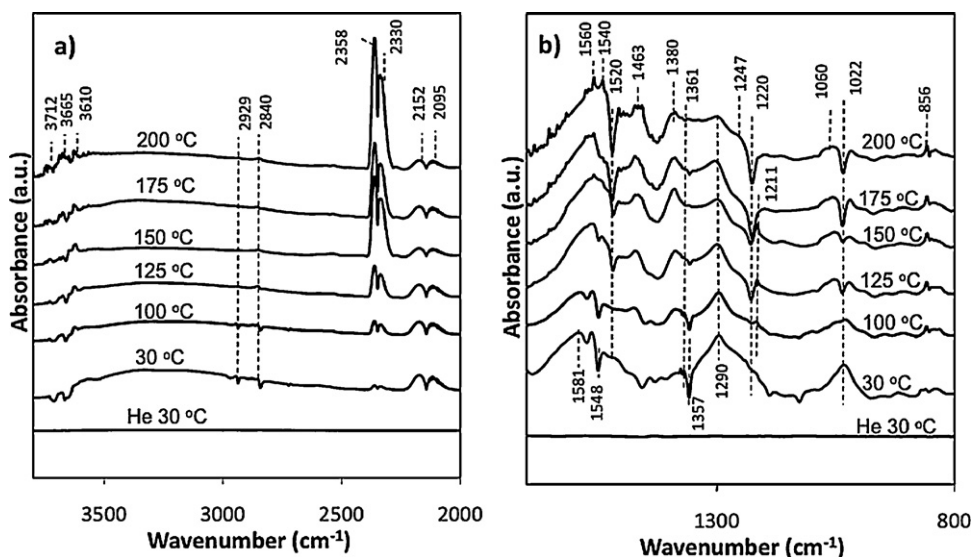 a)
3712
3665
3610
2929
2840
2358
2330
2152
2095
200 °C
175 °C
150 °C
125 °C
100 °C
30 °C
He 30 °C
Absorbance (a.u.)
3500
3000
2500
2000
Wavenumber (cm-1)
b)
1560
1540
1520
1463
1380
1361
1247
1220
1060
1022
856
200 °C
1211
175 °C
150 °C
125 °C
100 °C
30 °C
1581
1548
1357
1290
He 30 °C
Absorbance (a.u.)
1300
800
Wavenumber (cm-1)